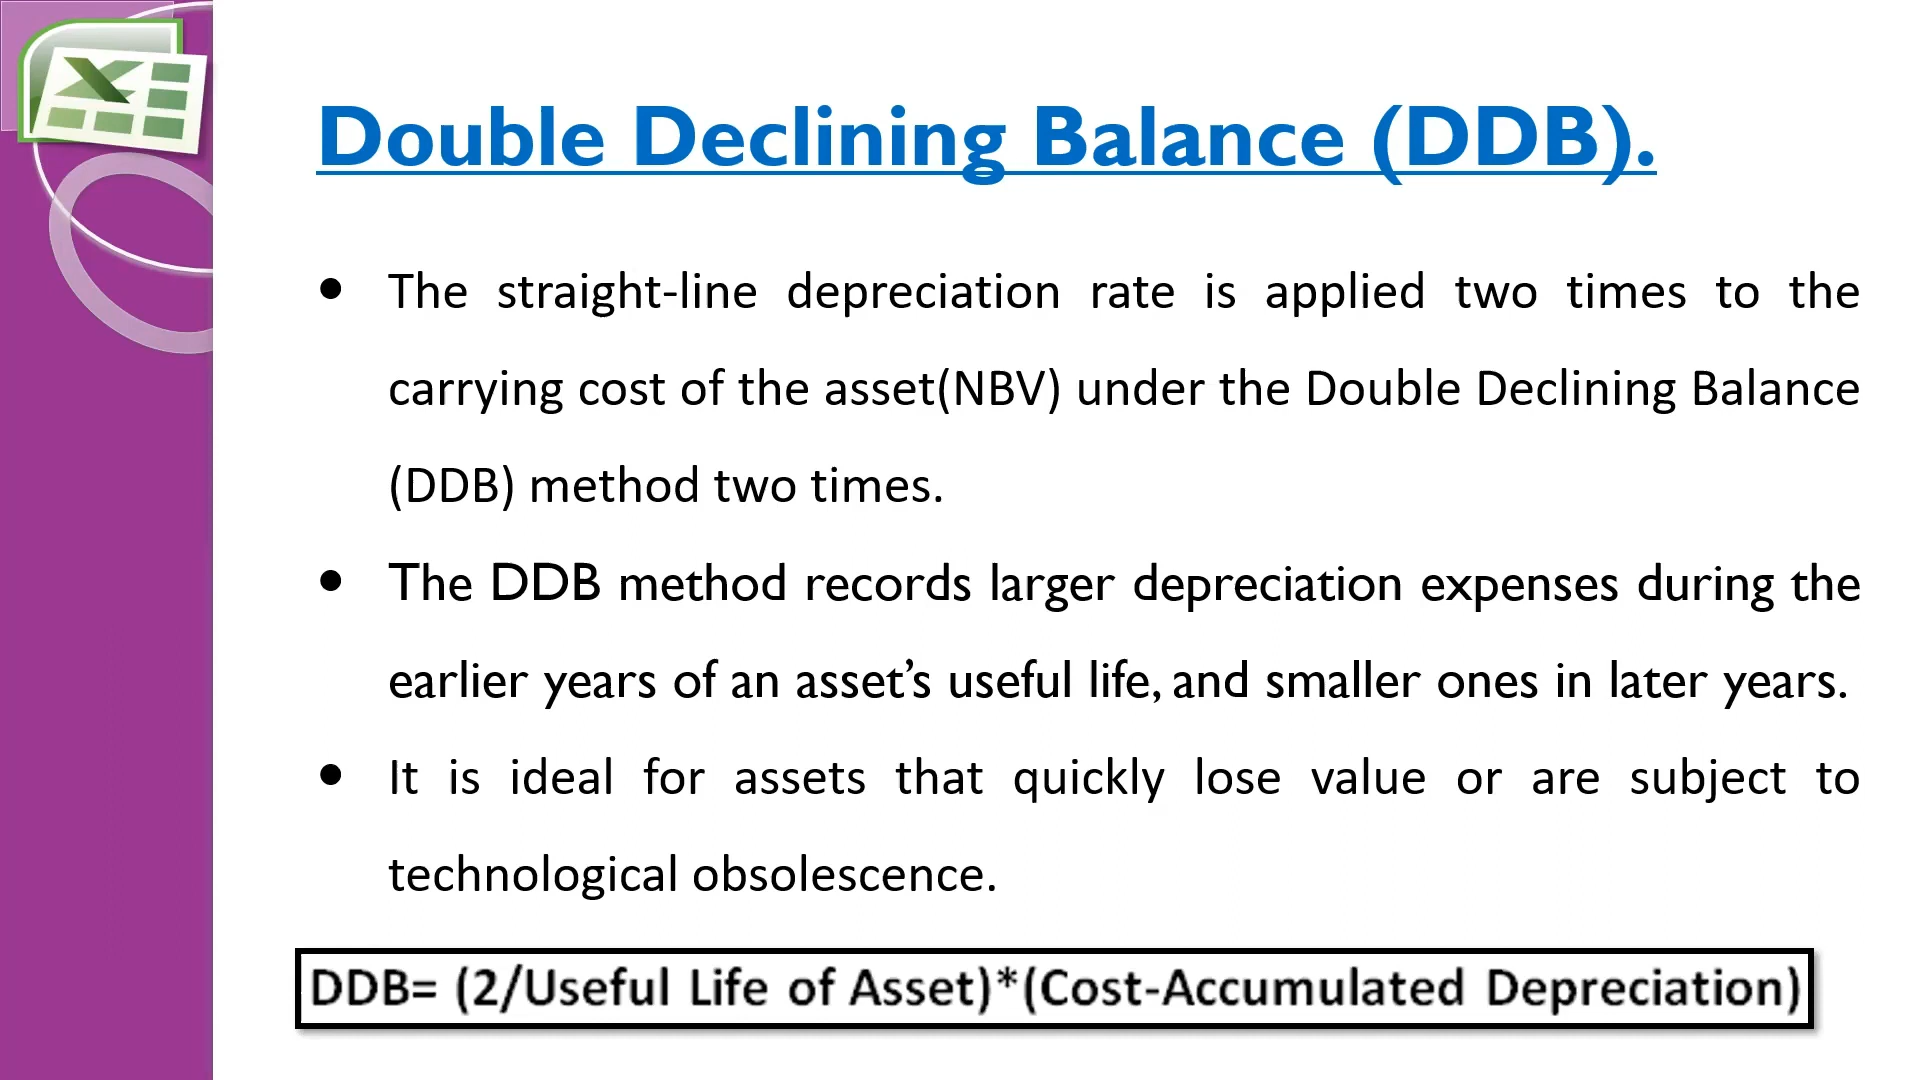 Double Declining Balance (DDB).
• The straight-line depreciation rate is applied two times to the
carrying cost of the asset(NBV) under the Double Declining Balance
(DDB) method two times.
• The DDB method records larger depreciation expenses during the
earlier years of an asset’s useful life, and smaller ones in later years.
• It is ideal for assets that quickly lose value or are subject to
technological obsolescence.
DDB= (2/Useful Life of Asset)*(Cost-Accumulated Depreciation)